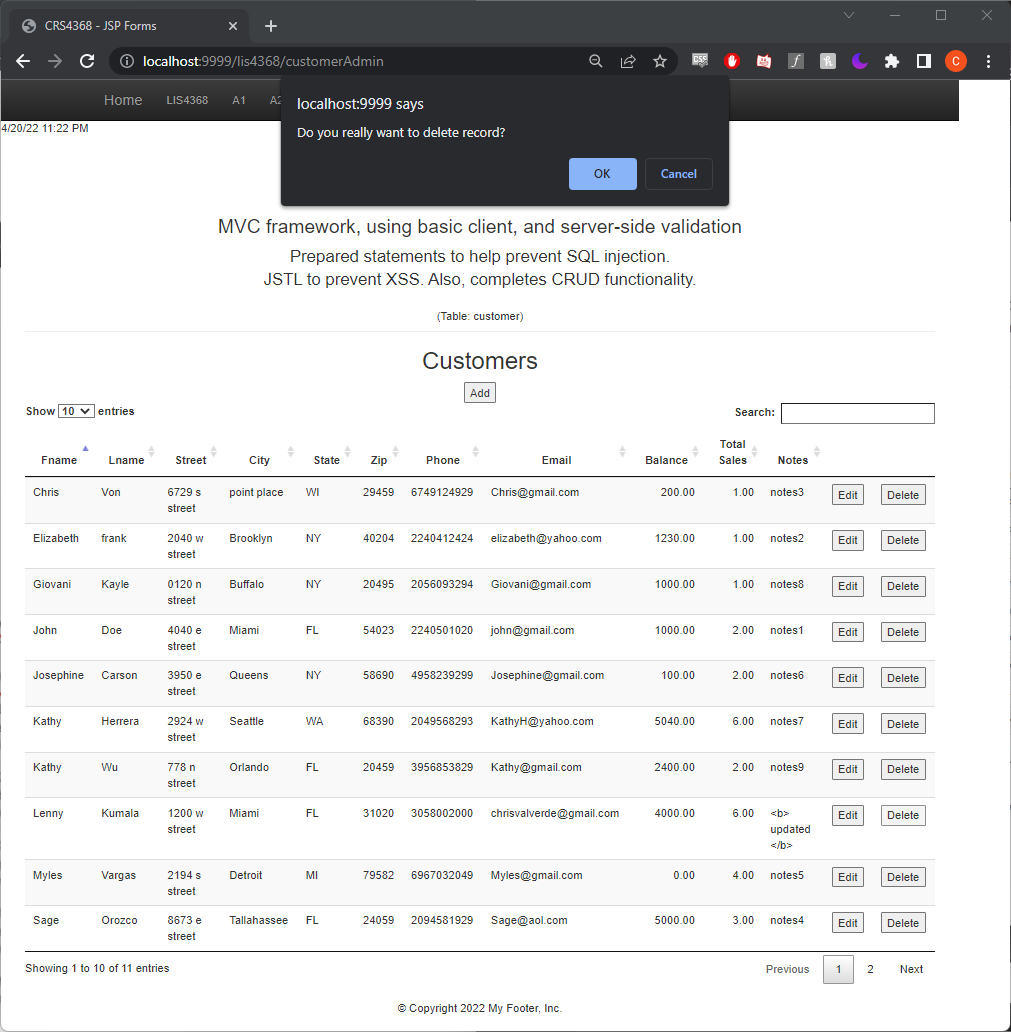 CRS4368 - JSP Forms
localhost:9999/lis4368/customerAdmin
CSP
f
C
localhost:9999 says
Do you really want to delete record?
OK Cancel
Home LIS4368 A1 A2
4/20/22 11:22 PM
MVC framework, using basic client, and server-side validation
Prepared statements to help prevent SQL injection.
JSTL to prevent XSS. Also, completes CRUD functionality.
(Table: customer)
Customers
Add
Show 10 entries Search:
Fname Lname Street City State Zip Phone Email Balance Total Sales Notes
Chris Von 6729 s street point place WI 29459 6749124929 Chris@gmail.com 200.00 1.00 notes3 Edit Delete
Elizabeth frank 2040 w street Brooklyn NY 40204 2240412424 elizabeth@yahoo.com 1230.00 1.00 notes2 Edit Delete
Giovani Kayle 0120 n street Buffalo NY 20495 2056093294 Giovani@gmail.com 1000.00 1.00 notes8 Edit Delete
John Doe 4040 e street Miami FL 54023 2240501020 john@gmail.com 1000.00 2.00 notes1 Edit Delete
Josephine Carson 3950 e street Queens NY 58690 4958239299 Josephine@gmail.com 100.00 2.00 notes6 Edit Delete
Kathy Herrera 2924 w street Seattle WA 68390 2049568293 KathyH@yahoo.com 5040.00 6.00 notes7 Edit Delete
Kathy Wu 778 n street Orlando FL 20459 3956853829 Kathy@gmail.com 2400.00 2.00 notes9 Edit Delete
Lenny Kumala 1200 w street Miami FL 31020 3058002000 chrisvalverde@gmail.com 4000.00 6.00 <b> updated </b> Edit Delete
Myles Vargas 2194 s street Detroit MI 79582 6967032049 Myles@gmail.com 0.00 4.00 notes5 Edit Delete
Sage Orozco 8673 e street Tallahassee FL 24059 2094581929 Sage@aol.com 5000.00 3.00 notes4 Edit Delete
Showing 1 to 10 of 11 entries Previous 1 2 Next
© Copyright 2022 My Footer, Inc.